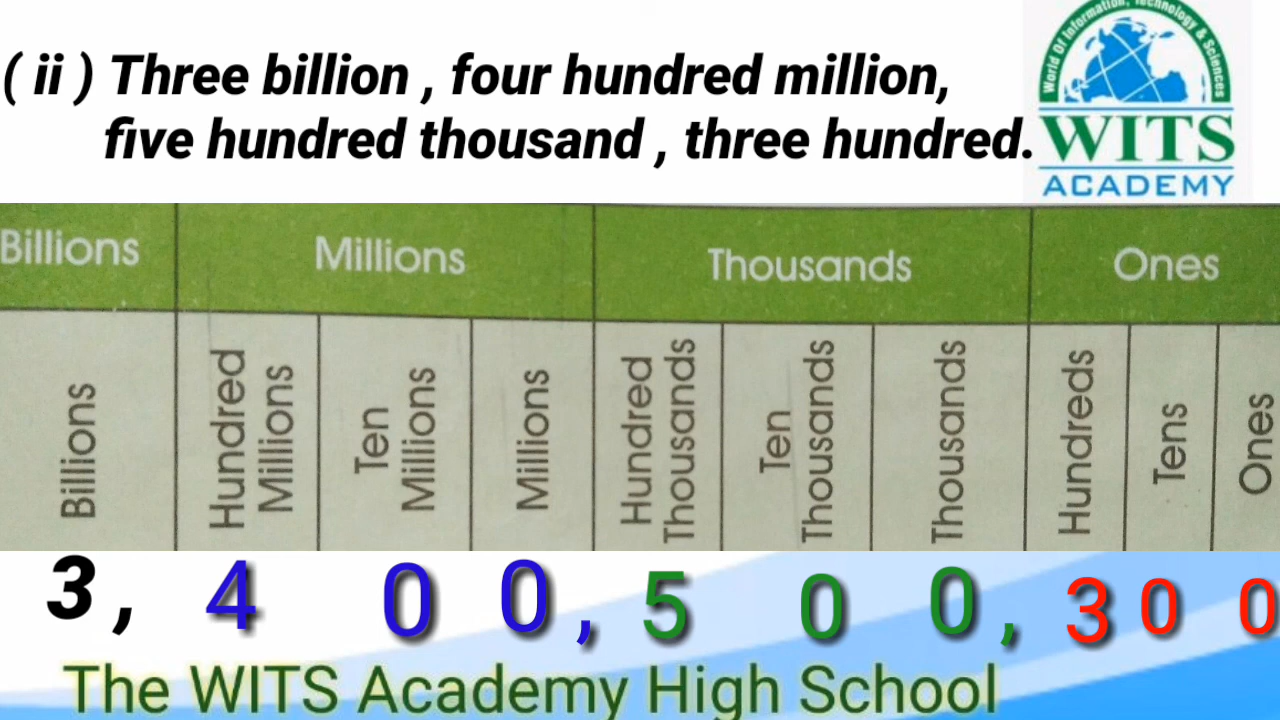 ( ii ) Three billion , four hundred million,
five hundred thousand , three hundred.
World Of Information, Technology & Sciences
WITS
ACADEMY
Billions Millions Thousands Ones
Billions Hundred Millions Ten Millions Millions Hundred Thousands Ten Thousands Thousands Hundreds Tens Ones
3 , 4 0 0 , 5 0 0 , 3 0 0
The WITS Academy High School